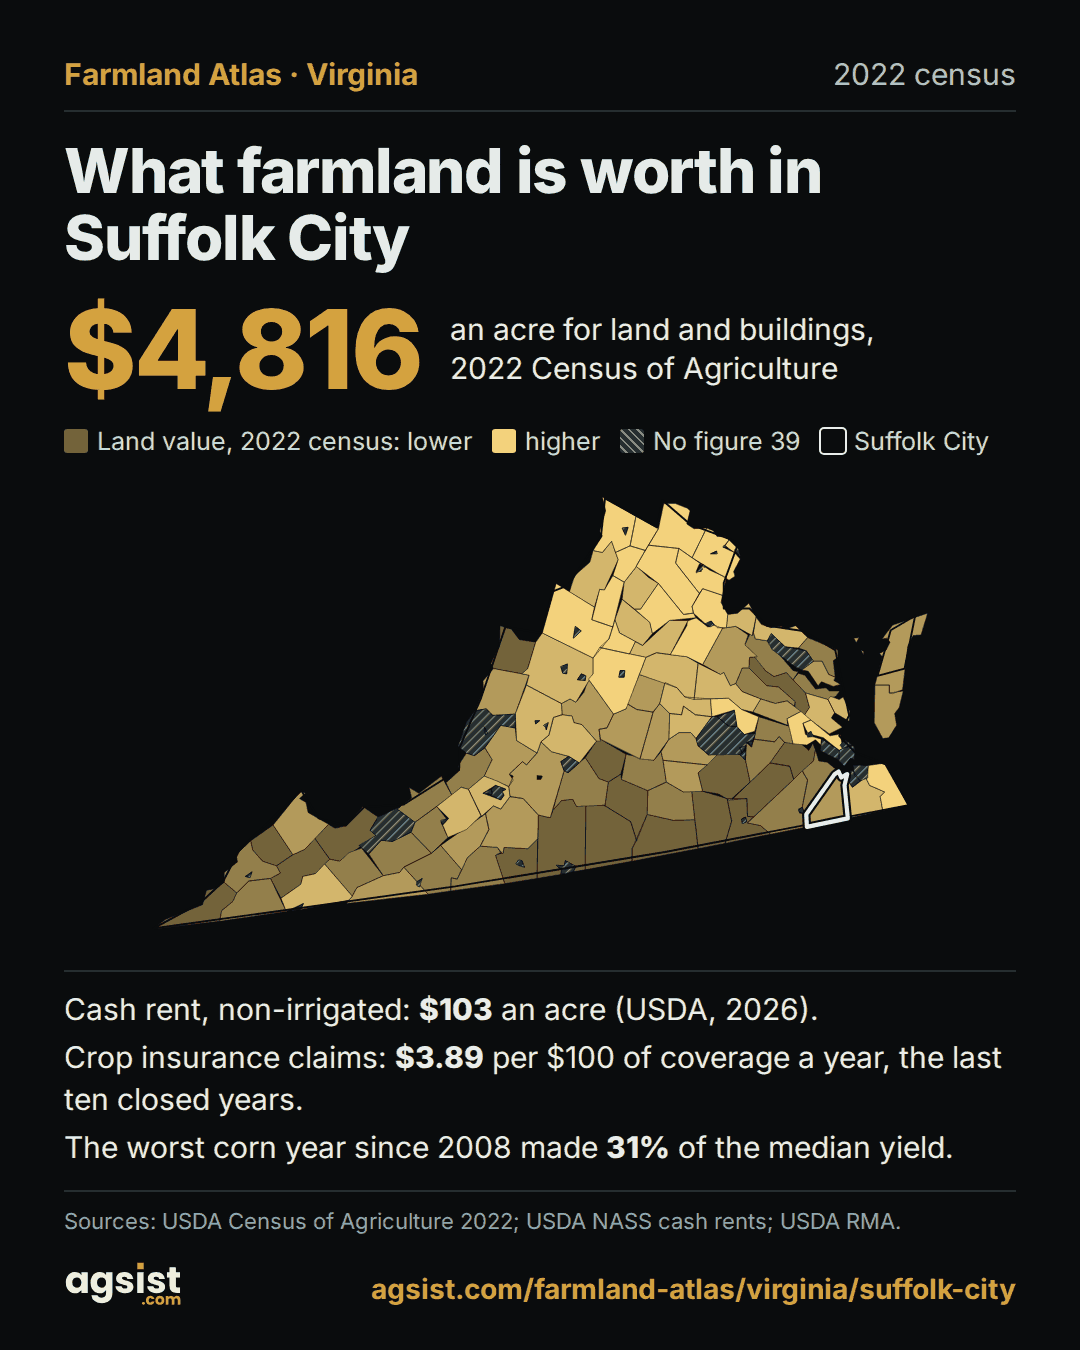 Farmland Atlas · Virginia
2022 census
What farmland is worth in
Suffolk City
$4,816
an acre for land and buildings,
2022 Census of Agriculture
Land value, 2022 census: lower
higher
No figure 39
Suffolk City
Cash rent, non-irrigated: $103 an acre (USDA, 2026).
Crop insurance claims: $3.89 per $100 of coverage a year, the last
ten closed years.
The worst corn year since 2008 made 31% of the median yield.
Sources: USDA Census of Agriculture 2022; USDA NASS cash rents; USDA RMA.
agsist
.com
agsist.com/farmland-atlas/virginia/suffolk-city